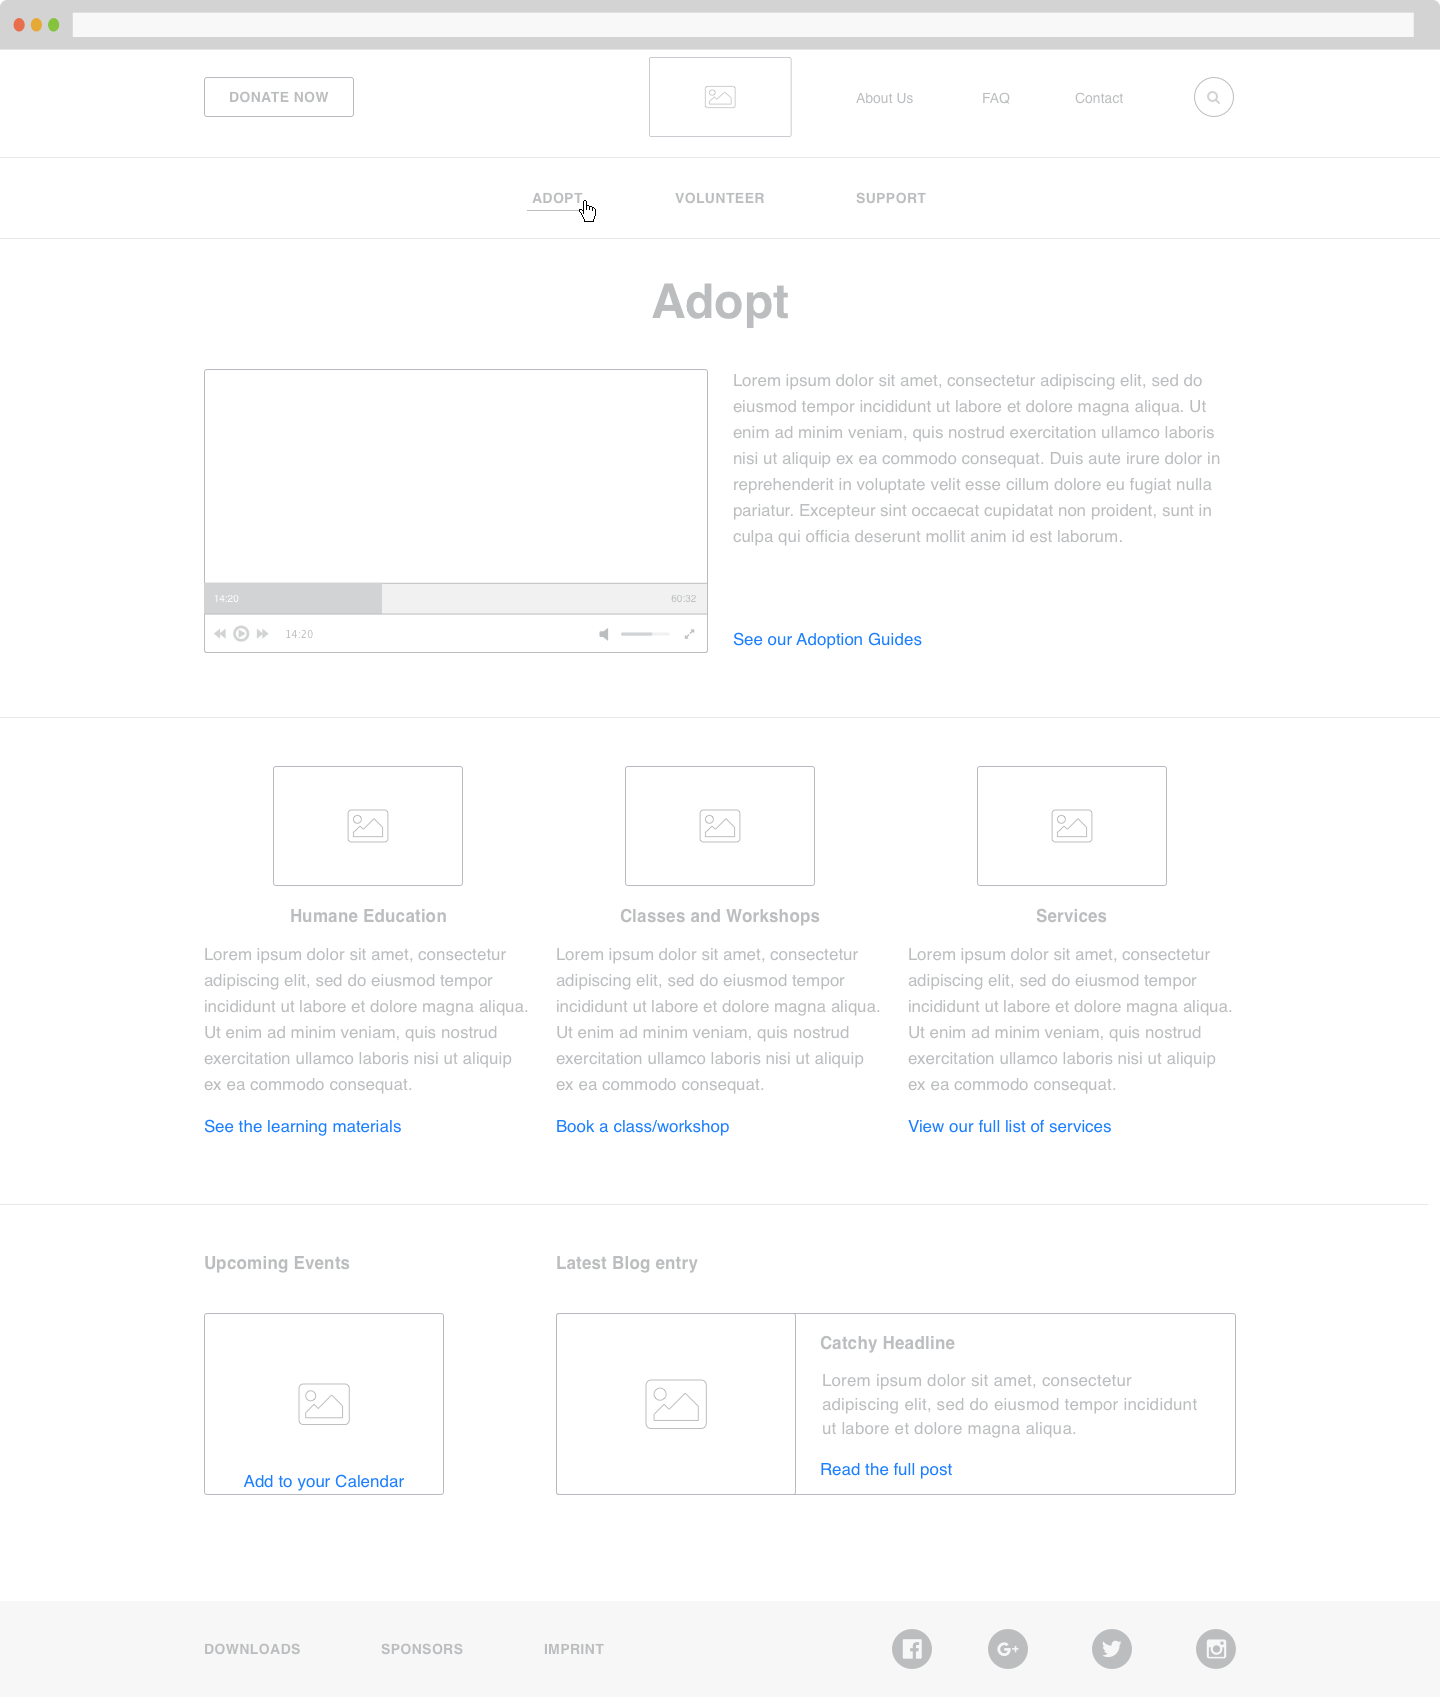 DONATE NOW
About Us
FAQ
Contact
ADOPT
VOLUNTEER
SUPPORT
Adopt
Lorem ipsum dolor sit amet, consectetur adipiscing elit, sed do
eiusmod tempor incididunt ut labore et dolore magna aliqua. Ut
enim ad minim veniam, quis nostrud exercitation ullamco laboris
nisi ut aliquip ex ea commodo consequat. Duis aute irure dolor in
reprehenderit in voluptate velit esse cillum dolore eu fugiat nulla
pariatur. Excepteur sint occaecat cupidatat non proident, sunt in
culpa qui officia deserunt mollit anim id est laborum.
14:20
60:32
14:20
See our Adoption Guides
Humane Education
Lorem ipsum dolor sit amet, consectetur
adipiscing elit, sed do eiusmod tempor
incididunt ut labore et dolore magna aliqua.
Ut enim ad minim veniam, quis nostrud
exercitation ullamco laboris nisi ut aliquip
ex ea commodo consequat.
See the learning materials
Classes and Workshops
Lorem ipsum dolor sit amet, consectetur
adipiscing elit, sed do eiusmod tempor
incididunt ut labore et dolore magna aliqua.
Ut enim ad minim veniam, quis nostrud
exercitation ullamco laboris nisi ut aliquip
ex ea commodo consequat.
Book a class/workshop
Services
Lorem ipsum dolor sit amet, consectetur
adipiscing elit, sed do eiusmod tempor
incididunt ut labore et dolore magna aliqua.
Ut enim ad minim veniam, quis nostrud
exercitation ullamco laboris nisi ut aliquip
ex ea commodo consequat.
View our full list of services
Upcoming Events
Add to your Calendar
Latest Blog entry
Catchy Headline
Lorem ipsum dolor sit amet, consectetur
adipiscing elit, sed do eiusmod tempor incididunt
ut labore et dolore magna aliqua.
Read the full post
DOWNLOADS
SPONSORS
IMPRINT